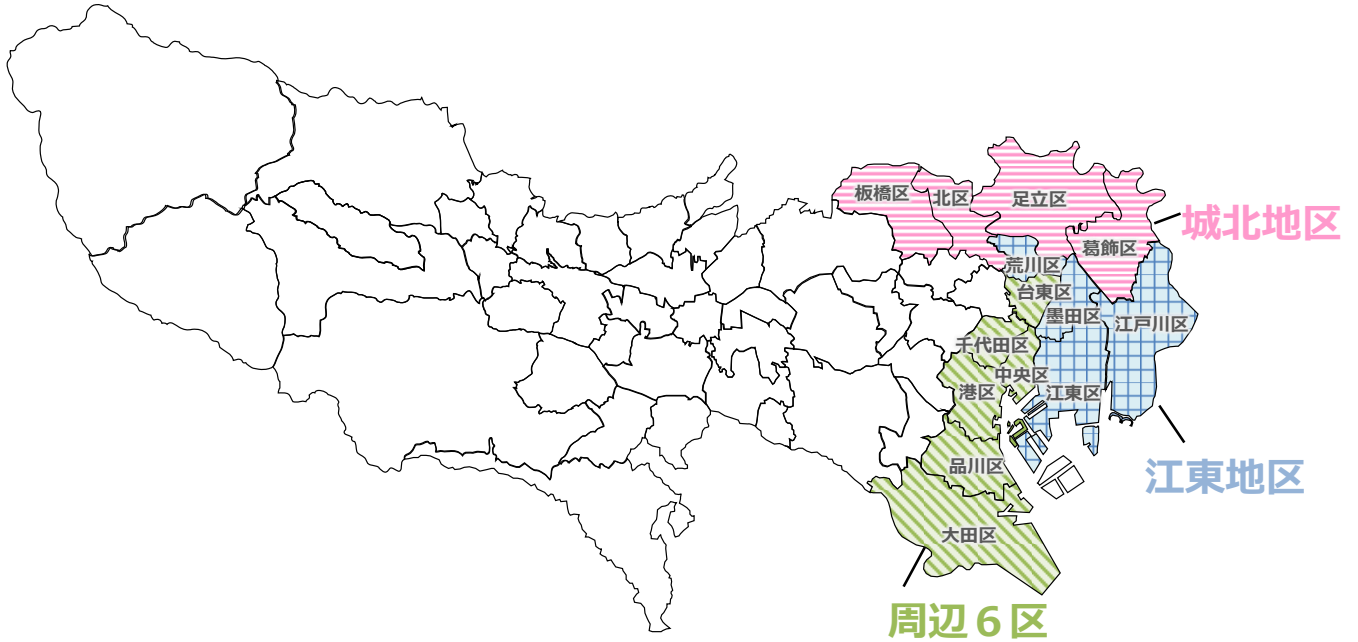 板橋区
北区
足立区
城北地区
葛飾区
荒川区
台東区
墨田区
江戸川区
千代田区
中央区
港区
江東区
品川区
江東地区
大田区
周辺６区